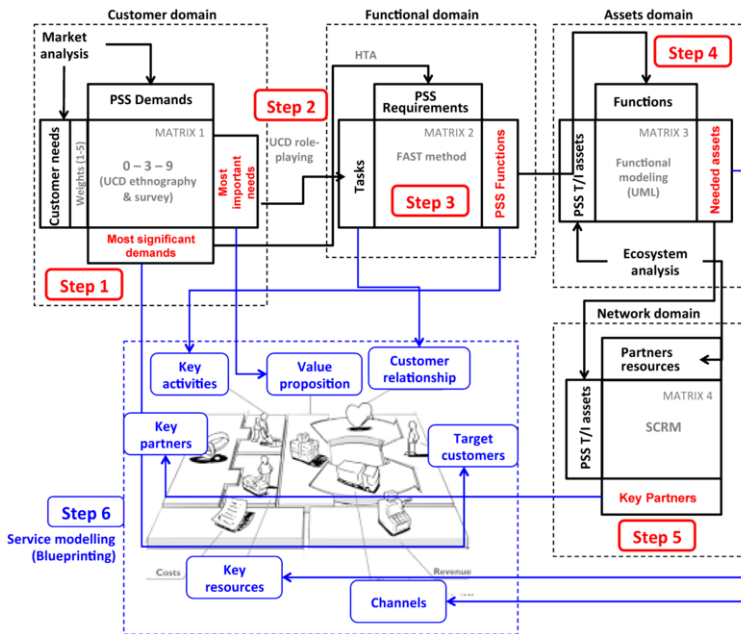 Customer domain
Functional domain
Assets domain
Market
analysis
HTA
Step 4
Step 2
PSS Demands
PSS
Requirements
Functions
Customer needs
Weights (1-5)
MATRIX 1
0 – 3 – 9
(UCD ethnography
& survey)
Most
important
needs
UCD role-
playing
Tasks
MATRIX 2
FAST method
Step 3
PSS Functions
PSS T/I assets
MATRIX 3
Functional
modeling
(UML)
Needed assets
Most significant
demands
Step 1
Ecosystem
analysis
Network domain
Key
activities
Value
proposition
Customer
relationship
Partners
resources
PSS T/I assets
MATRIX 4
SCRM
Key
partners
Target
customers
Key Partners
Step 6
Service modelling
(Blueprinting)
Step 5
Costs
Key
resources
Revenue
Channels